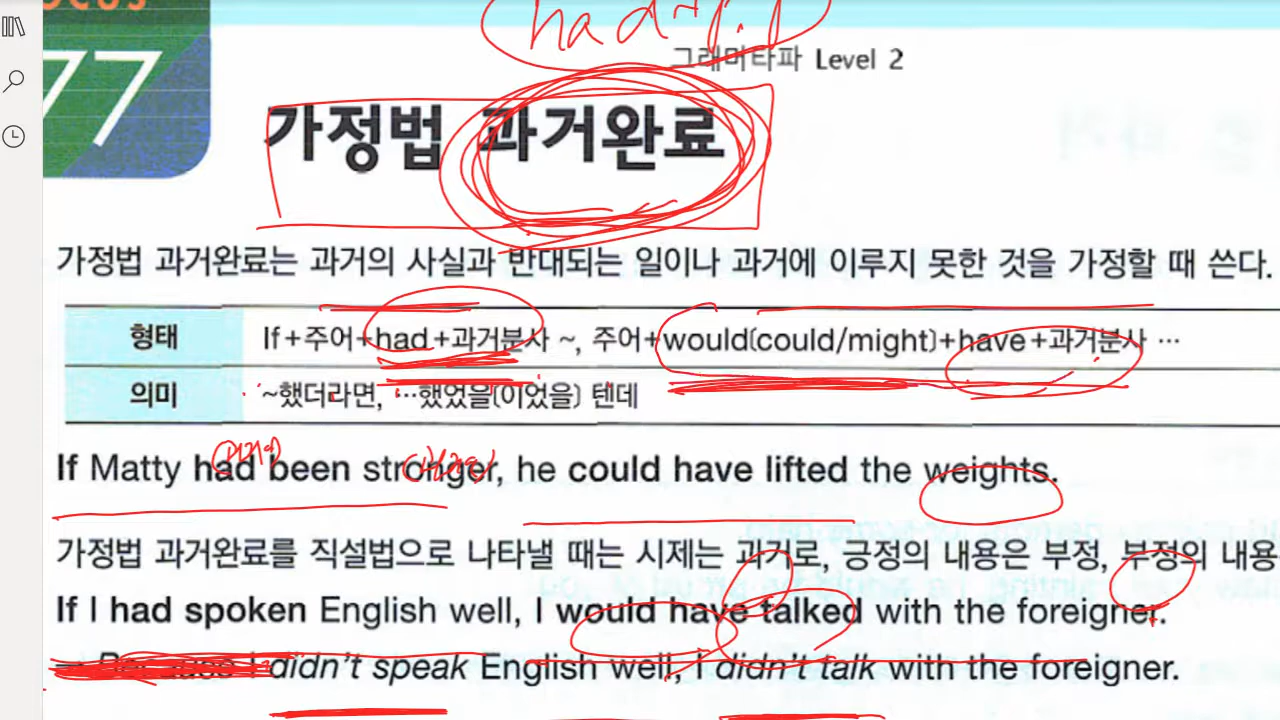 FOCUS
had + p.p
77
그래머타파 Level 2
가정법 과거완료
가정법 과거완료는 과거의 사실과 반대되는 일이나 과거에 이루지 못한 것을 가정할 때 쓴다.
형태 If+주어+had+과거분사 ~, 주어+would(could/might)+have+과거분사 …
의미 ~했더라면, …했었을(이었을) 텐데
If Matty had been stronger, he could have lifted the weights.
가정법 과거완료를 직설법으로 나타낼 때는 시제는 과거로, 긍정의 내용은 부정, 부정의 내용
If I had spoken English well, I would have talked with the foreigner.
→ Because I didn't speak English well, I didn't talk with the foreigner.